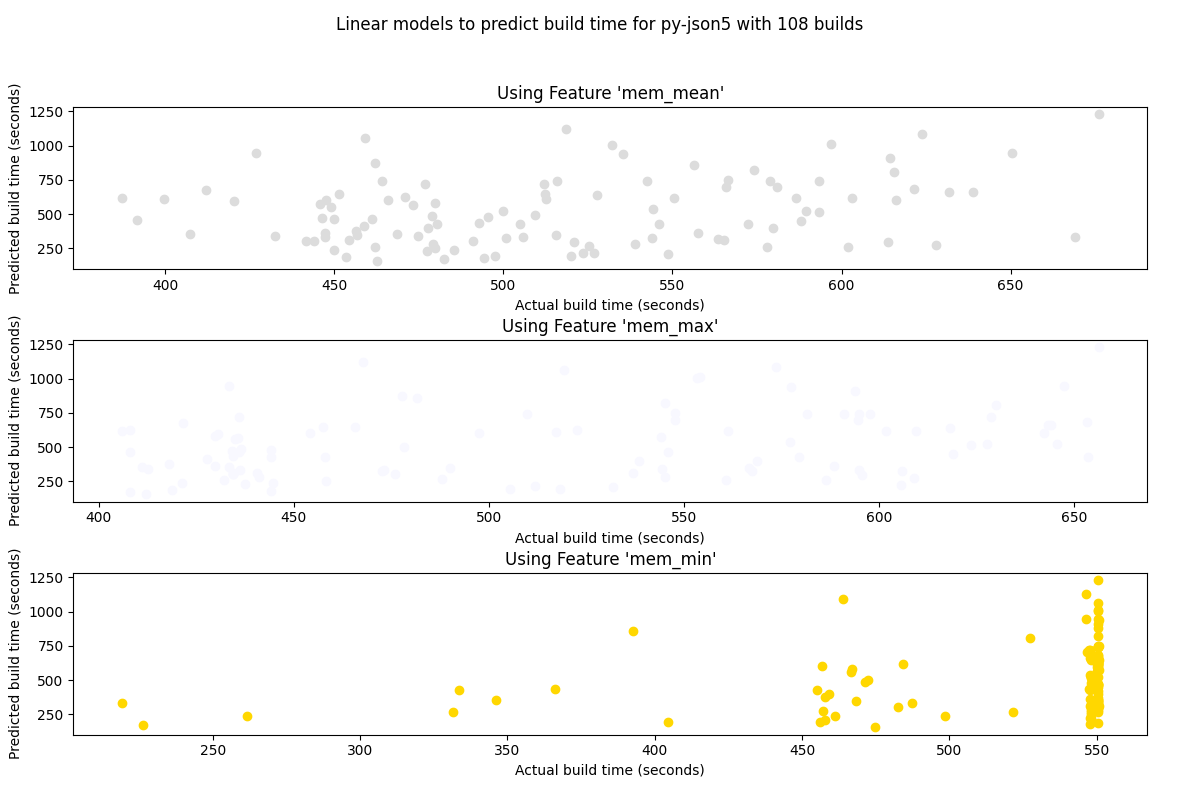 Linear models to predict build time for py-json5 with 108 builds
Using Feature 'mem_mean'
Predicted build time (seconds)
1250
1000
750
500
250
400 450 500 550 600 650
Actual build time (seconds)
Using Feature 'mem_max'
Predicted build time (seconds)
1250
1000
750
500
250
400 450 500 550 600 650
Actual build time (seconds)
Using Feature 'mem_min'
Predicted build time (seconds)
1250
1000
750
500
250
250 300 350 400 450 500 550
Actual build time (seconds)